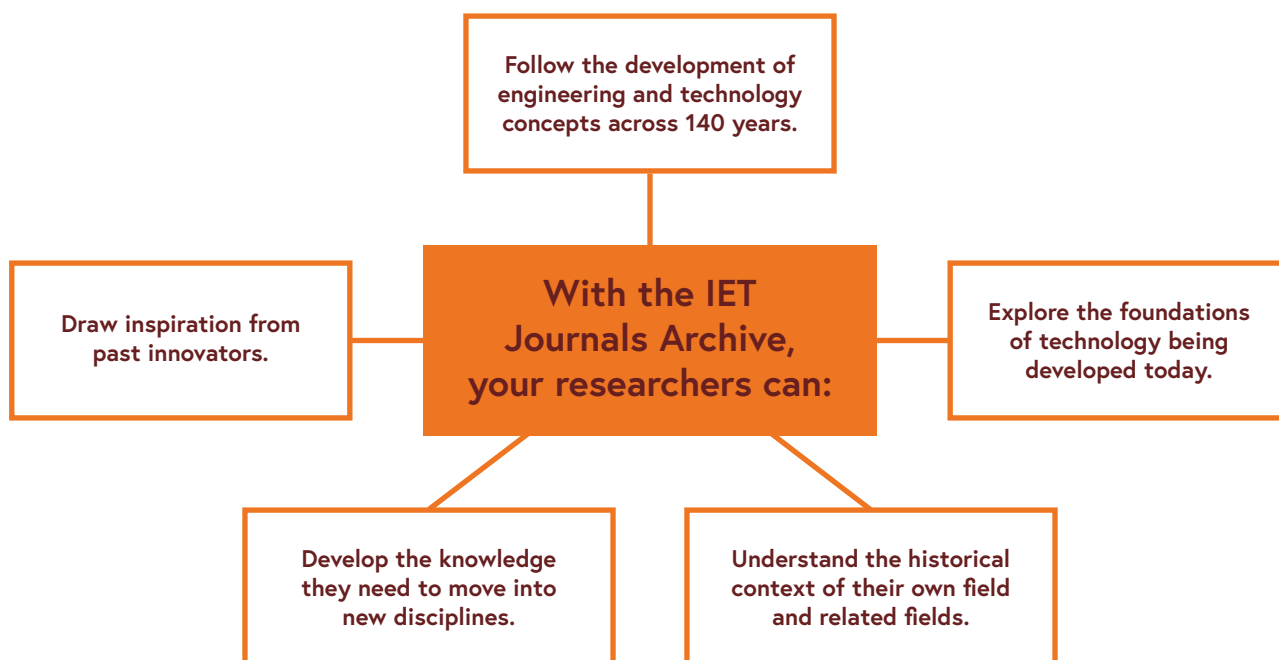 Follow the development of
engineering and technology
concepts across 140 years.
With the IET
Journals Archive,
your researchers can:
Draw inspiration from
past innovators.
Explore the foundations
of technology being
developed today.
Develop the knowledge
they need to move into
new disciplines.
Understand the historical
context of their own field
and related fields.